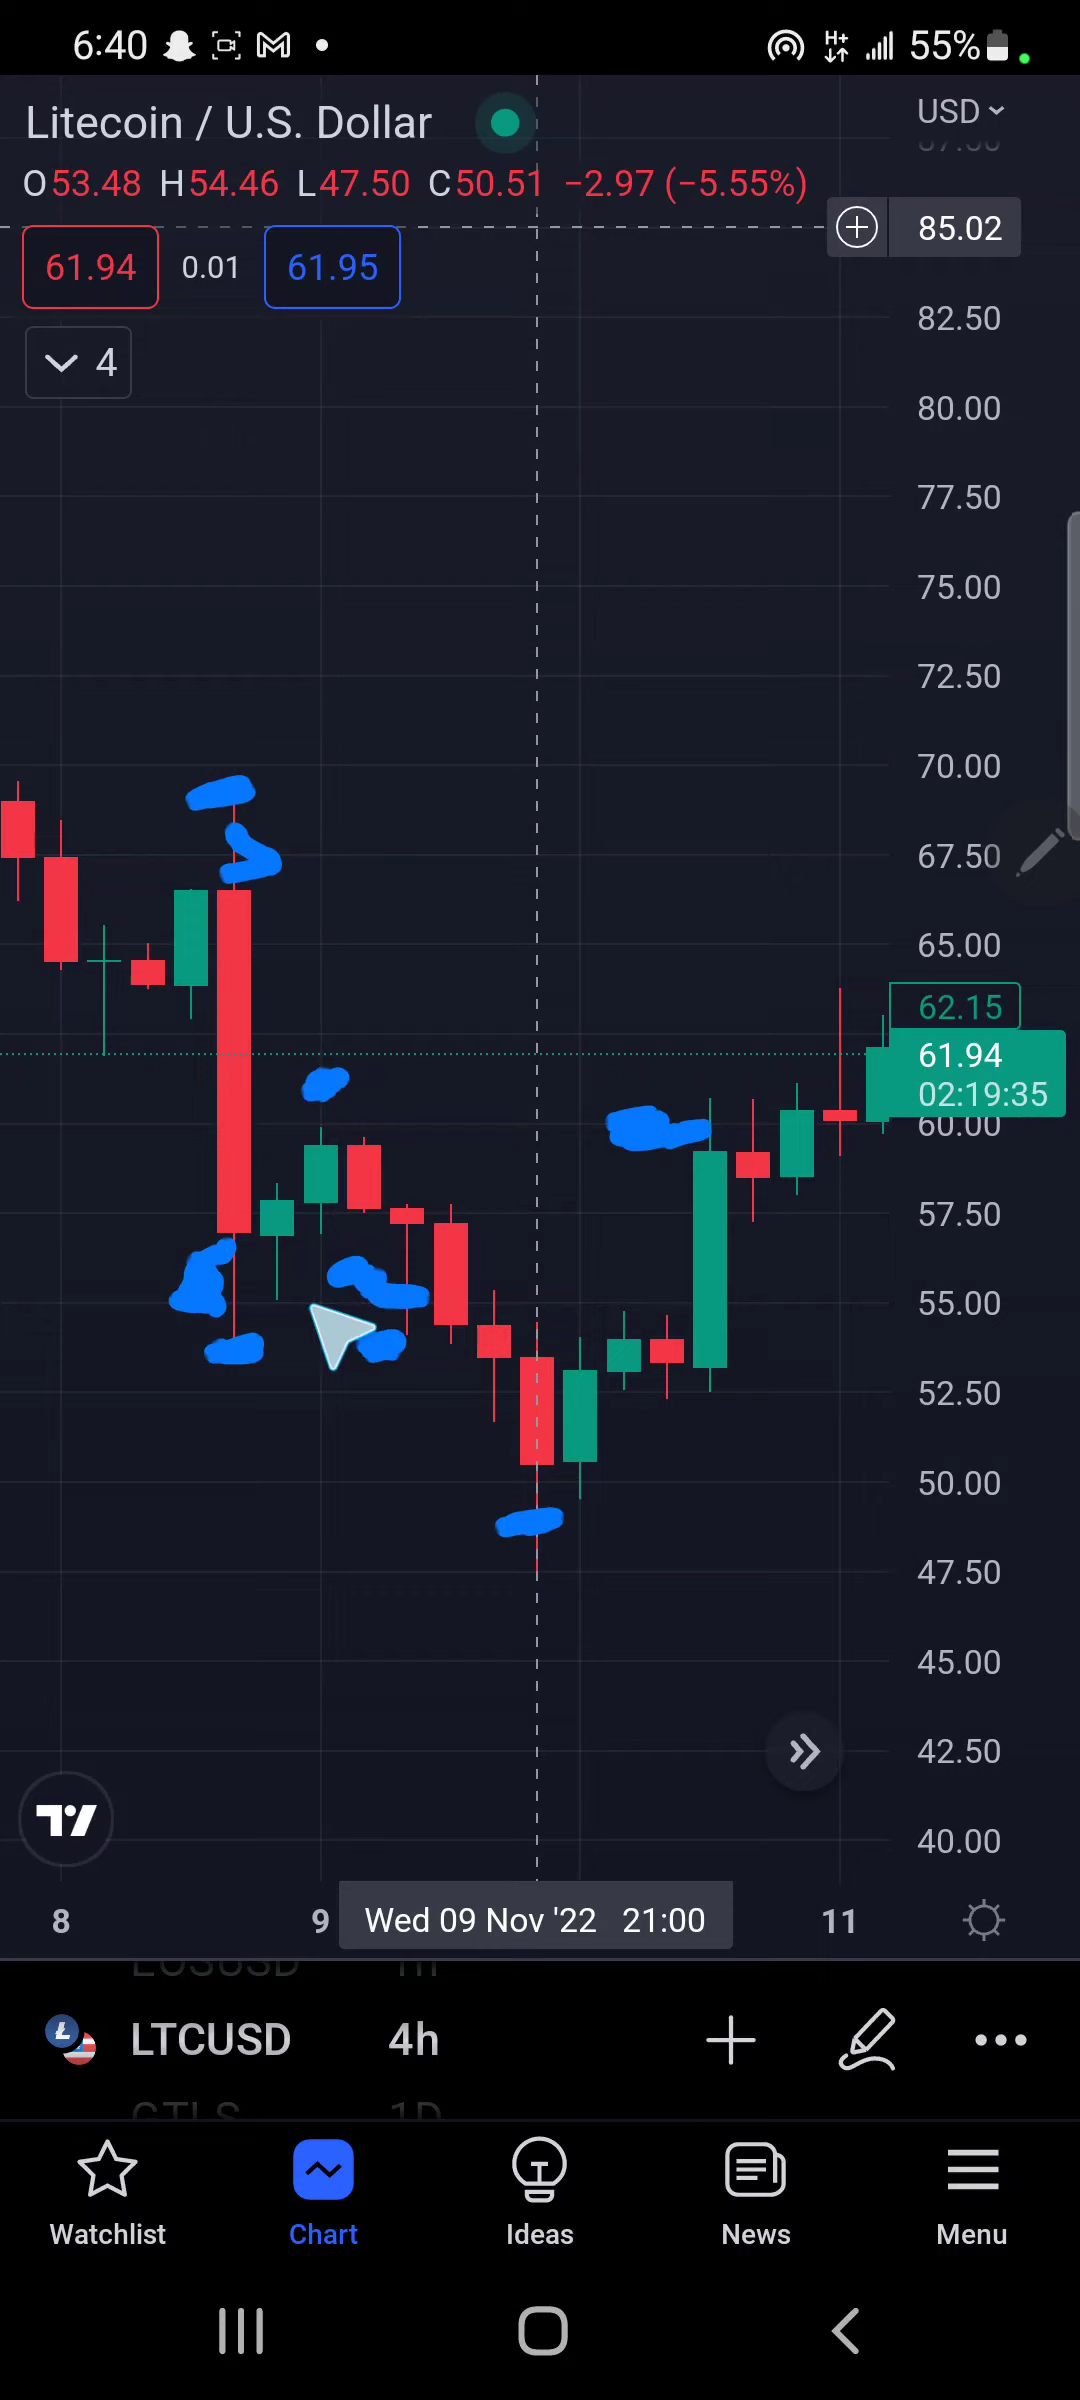 6:40 H+ 55%
Litecoin / U.S. Dollar USD
O53.48 H54.46 L47.50 C50.51 −2.97 (−5.55%)
85.02
61.94 0.01 61.95
82.50
4
80.00
77.50
75.00
72.50
70.00
67.50
65.00
62.15
61.94
02:19:35
60.00
57.50
55.00
52.50
50.00
47.50
45.00
42.50
40.00
8 9 Wed 09 Nov '22 21:00 11
LTCUSD 4h
1D
Watchlist Chart Ideas News Menu